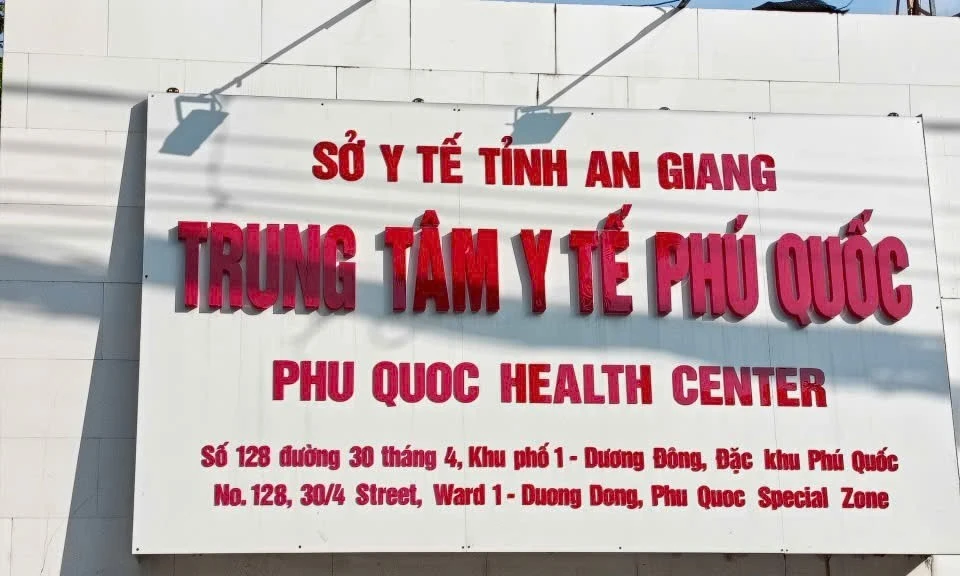 SỞ Y TẾ TỈNH AN GIANG
TRUNG TÂM Y TẾ PHÚ QUỐC
PHU QUOC HEALTH CENTER
Số 128 đường 30 tháng 4, Khu phố 1 - Dương Đông, Đặc khu Phú Quốc
No. 128, 30/4 Street, Ward 1 - Duong Dong, Phu Quoc Special Zone